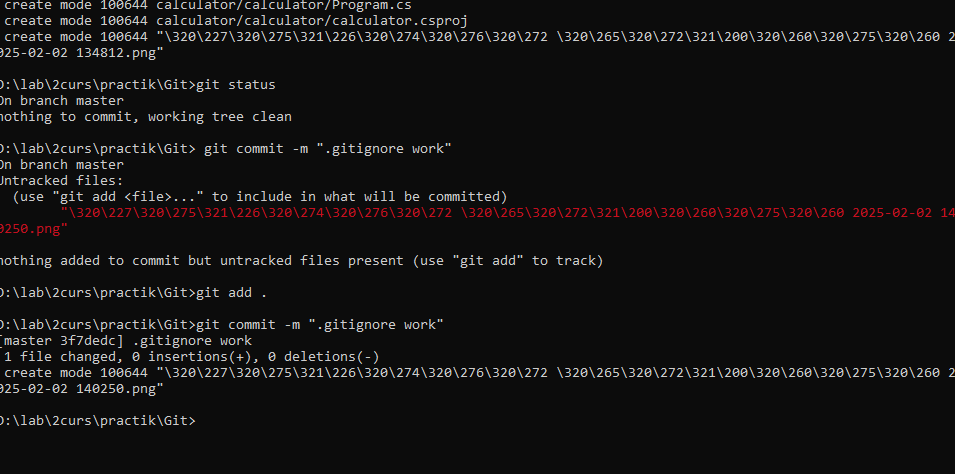 create mode 100644 calculator/calculator/Program.cs
create mode 100644 calculator/calculator/calculator.csproj
create mode 100644 "\320\227\320\275\321\226\320\274\320\276\320\272 \320\265\320\272\321\200\320\260\320\275\320\260 2
025-02-02 134812.png"
D:\lab\2curs\practik\Git>git status
On branch master
nothing to commit, working tree clean
D:\lab\2curs\practik\Git> git commit -m ".gitignore work"
On branch master
Untracked files:
(use "git add <file>..." to include in what will be committed)
"\320\227\320\275\321\226\320\274\320\276\320\272 \320\265\320\272\321\200\320\260\320\275\320\260 2025-02-02 14
0250.png"
nothing added to commit but untracked files present (use "git add" to track)
D:\lab\2curs\practik\Git>git add .
D:\lab\2curs\practik\Git>git commit -m ".gitignore work"
[master 3f7dedc] .gitignore work
1 file changed, 0 insertions(+), 0 deletions(-)
create mode 100644 "\320\227\320\275\321\226\320\274\320\276\320\272 \320\265\320\272\321\200\320\260\320\275\320\260 2
025-02-02 140250.png"
D:\lab\2curs\practik\Git>